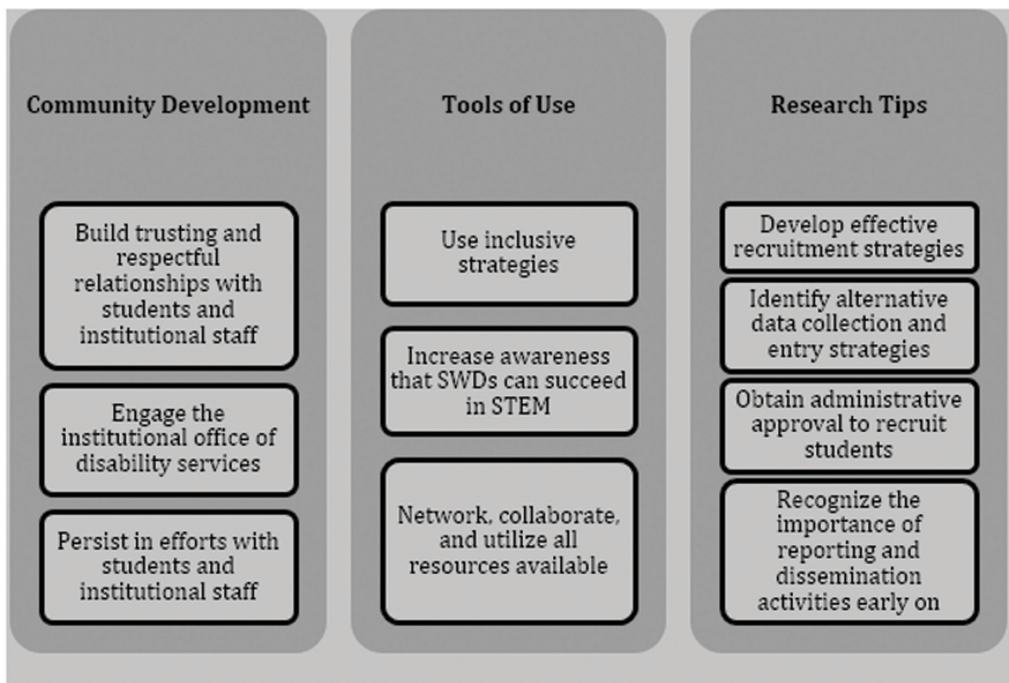 Community Development
Build trusting and
respectful
relationships with
students and
institutional staff
Engage the
institutional office of
disability services
Persist in efforts with
students and
institutional staff
Tools of Use
Use inclusive
strategies
Increase awareness
that SWDs can succeed
in STEM
Network, collaborate,
and utilize all
resources available
Research Tips
Develop effective
recruitment strategies
Identify alternative
data collection and
entry strategies
Obtain administrative
approval to recruit
students
Recognize the
importance of
reporting and
dissemination
activities early on